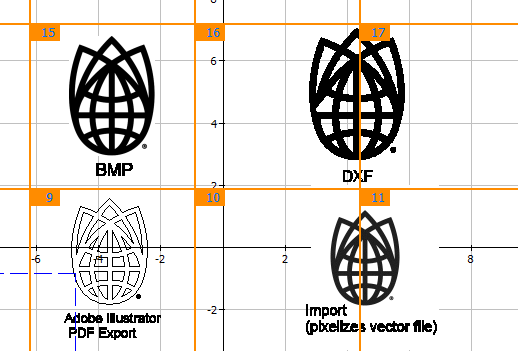 8
15
16
17
6
4
BMP
DXF
2
9
10
11
-6
-4
-2
2
8
-2
Adobe Illustrator
PDF Export
Import
(pixelizes vector file)